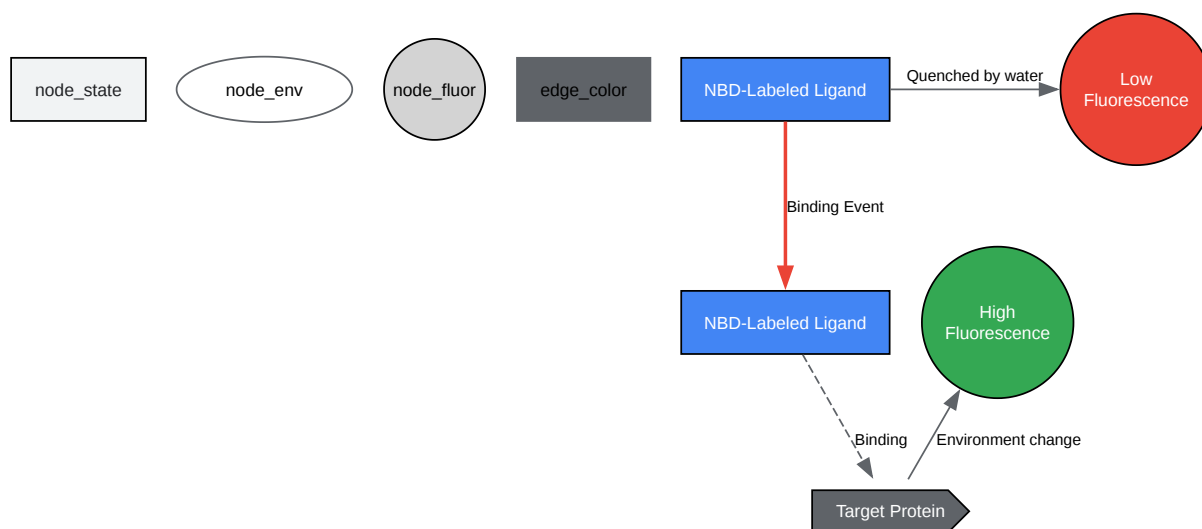 node_state
node_env
node_fluor
edge_color
NBD-Labeled Ligand
Quenched by water
Low
Fluorescence
Binding Event
NBD-Labeled Ligand
High
Fluorescence
Binding
Environment change
Target Protein